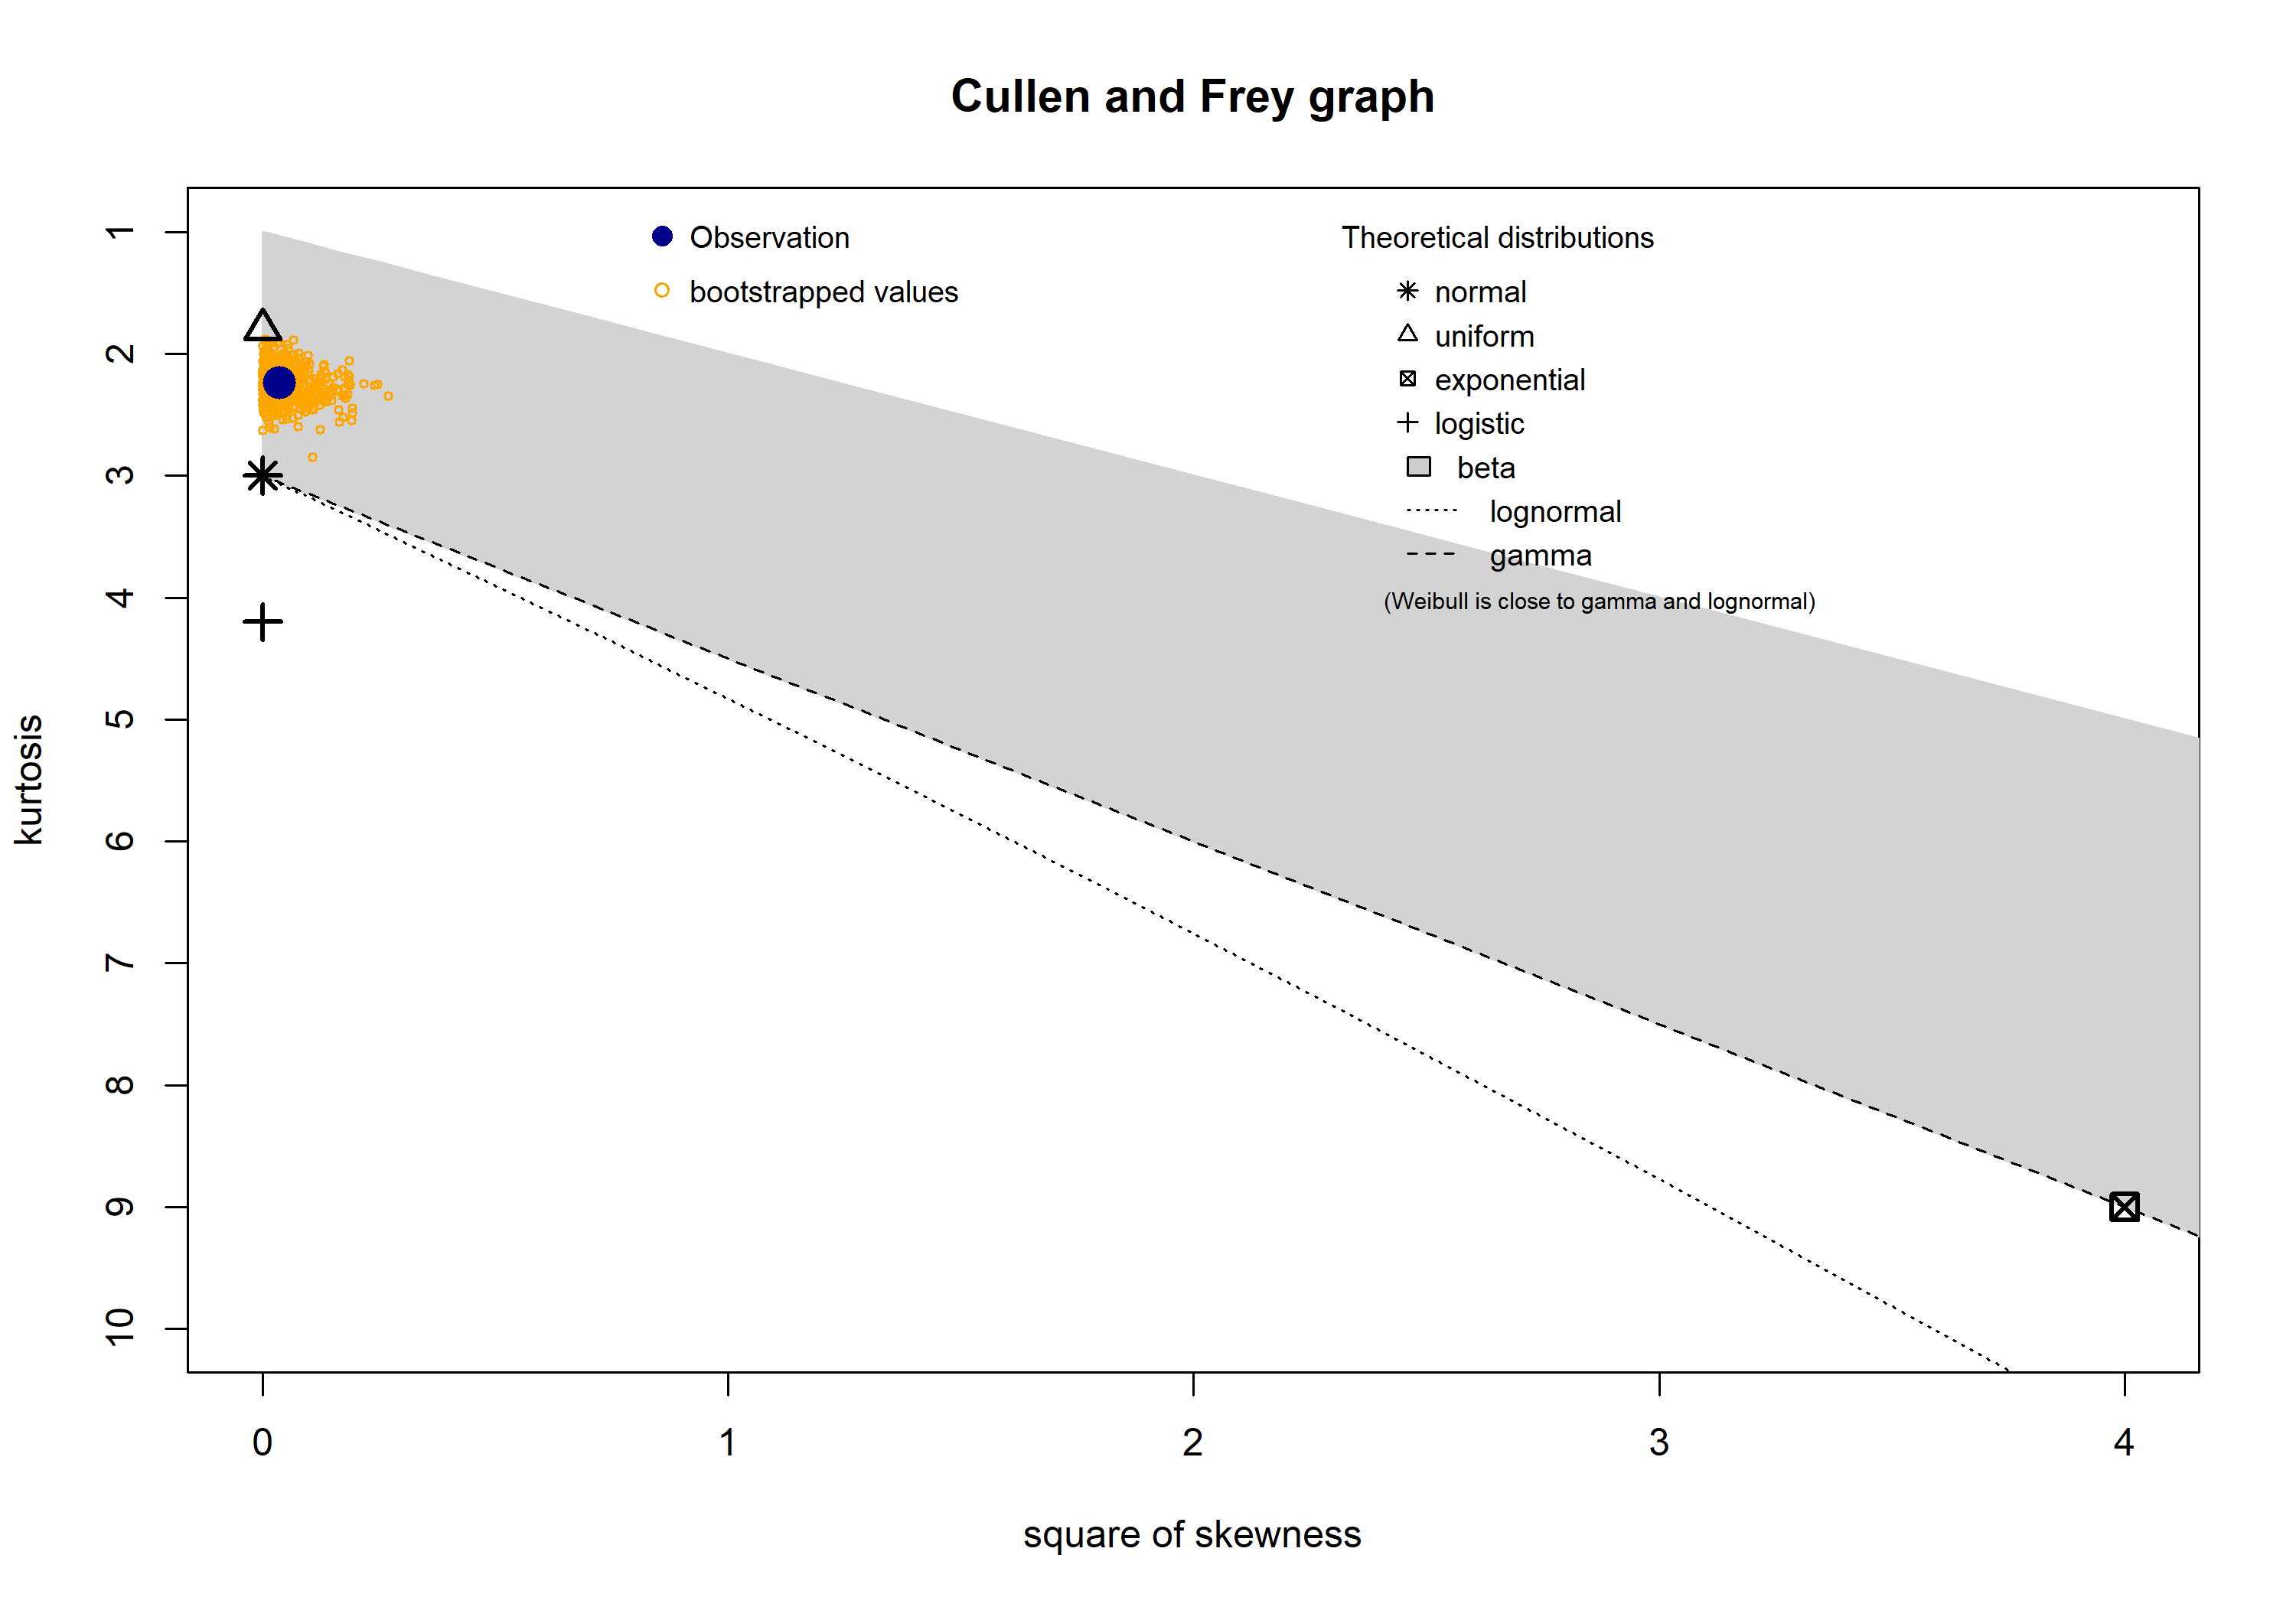 Cullen and Frey graph
Observation
bootstrapped values
Theoretical distributions
normal
uniform
exponential
logistic
beta
lognormal
gamma
(Weibull is close to gamma and lognormal)
kurtosis
1
2
3
4
5
6
7
8
9
10
0 1 2 3 4
square of skewness